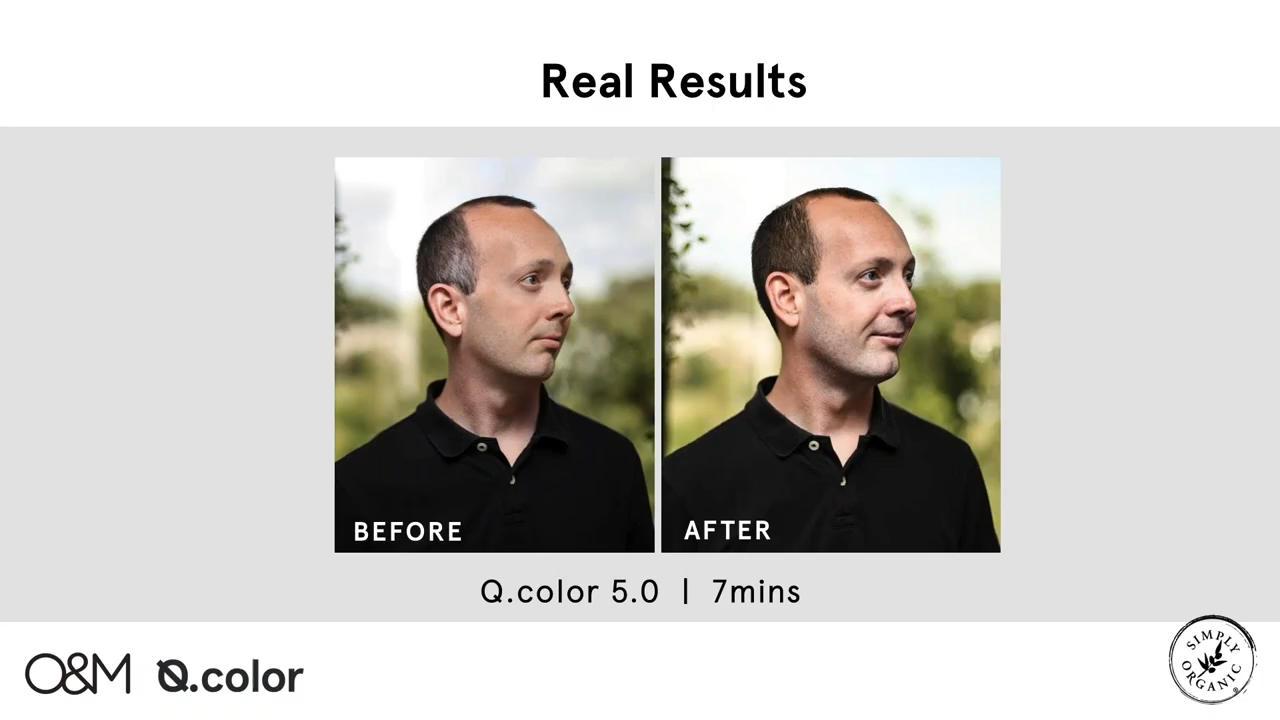 Real Results
BEFORE
AFTER
Q.color 5.0 | 7mins
O&M Q.color
SIMPLY
ORGANIC